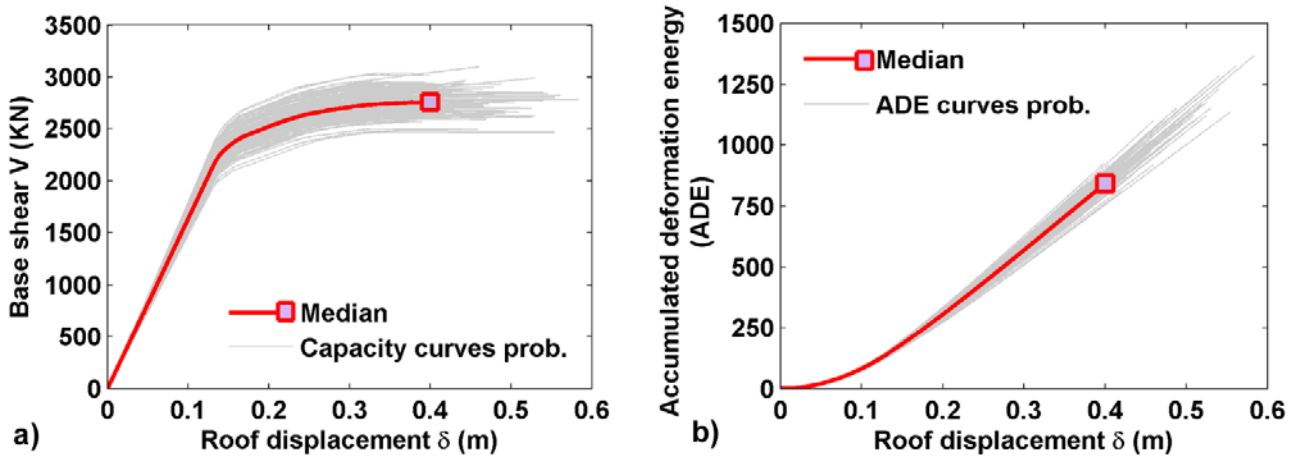 3500
3000
2500
2000
1500
1000
500
0
Base shear V (KN)
Median
Capacity curves prob.
0 0.1 0.2 0.3 0.4 0.5 0.6
Roof displacement δ (m)
a)
1500
1250
1000
750
500
250
Accumulated deformation energy
(ADE)
Median
ADE curves prob.
0 0.1 0.2 0.3 0.4 0.5 0.6
Roof displacement δ (m)
b)